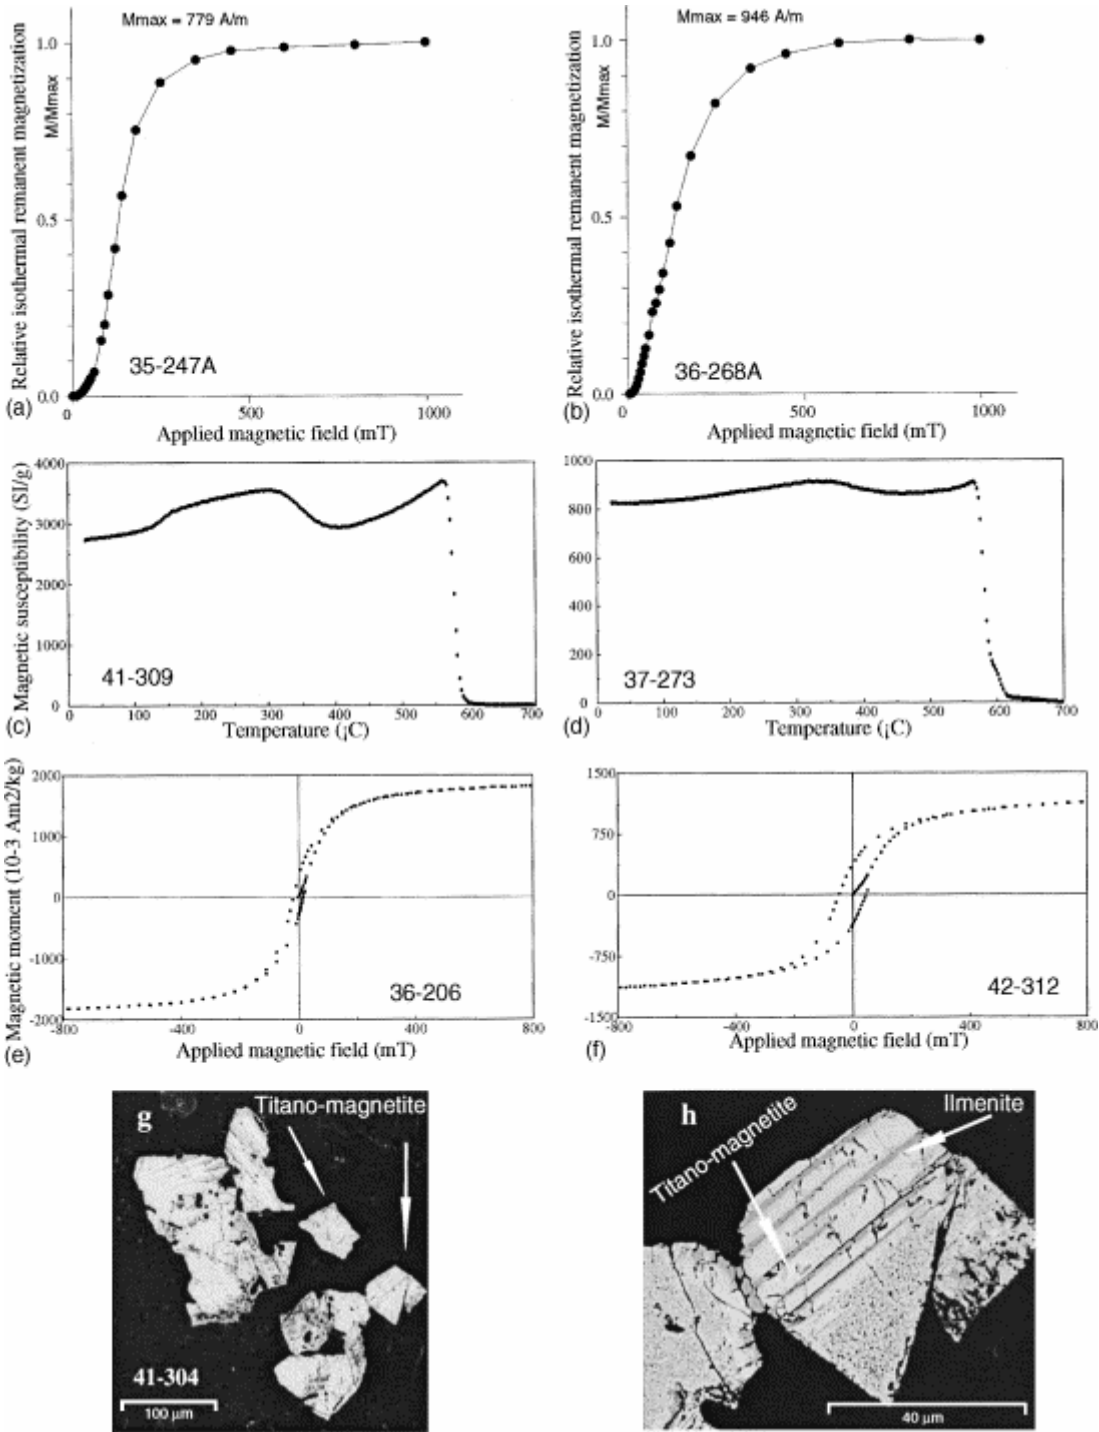 Mmax = 779 A/m
Relative isothermal remanent magnetization
M/Mmax
1.0
0.5
0.0
35-247A
(a)
0
500
1000
Applied magnetic field (mT)
Mmax = 946 A/m
Relative isothermal remanent magnetization
M/Mmax
1.0
0.5
0.0
36-268A
(b)
0
500
1000
Applied magnetic field (mT)
Magnetic susceptibility (SI/g)
4000
3000
2000
1000
0
41-309
(c)
0 100 200 300 400 500 600 700
Temperature (¡C)
1000
800
600
400
200
0
37-273
(d)
0 100 200 300 400 500 600 700
Temperature (¡C)
Magnetic moment (10-3 Am2/kg)
2000
1000
0
-1000
-2000
36-206
(e)
-800 -400 0 400 800
Applied magnetic field (mT)
1500
750
0
-750
-1500
42-312
(f)
-800 -400 0 400 800
Applied magnetic field (mT)
g
Titano-magnetite
41-304
100 µm
h
Ilmenite
Titano-magnetite
40 µm